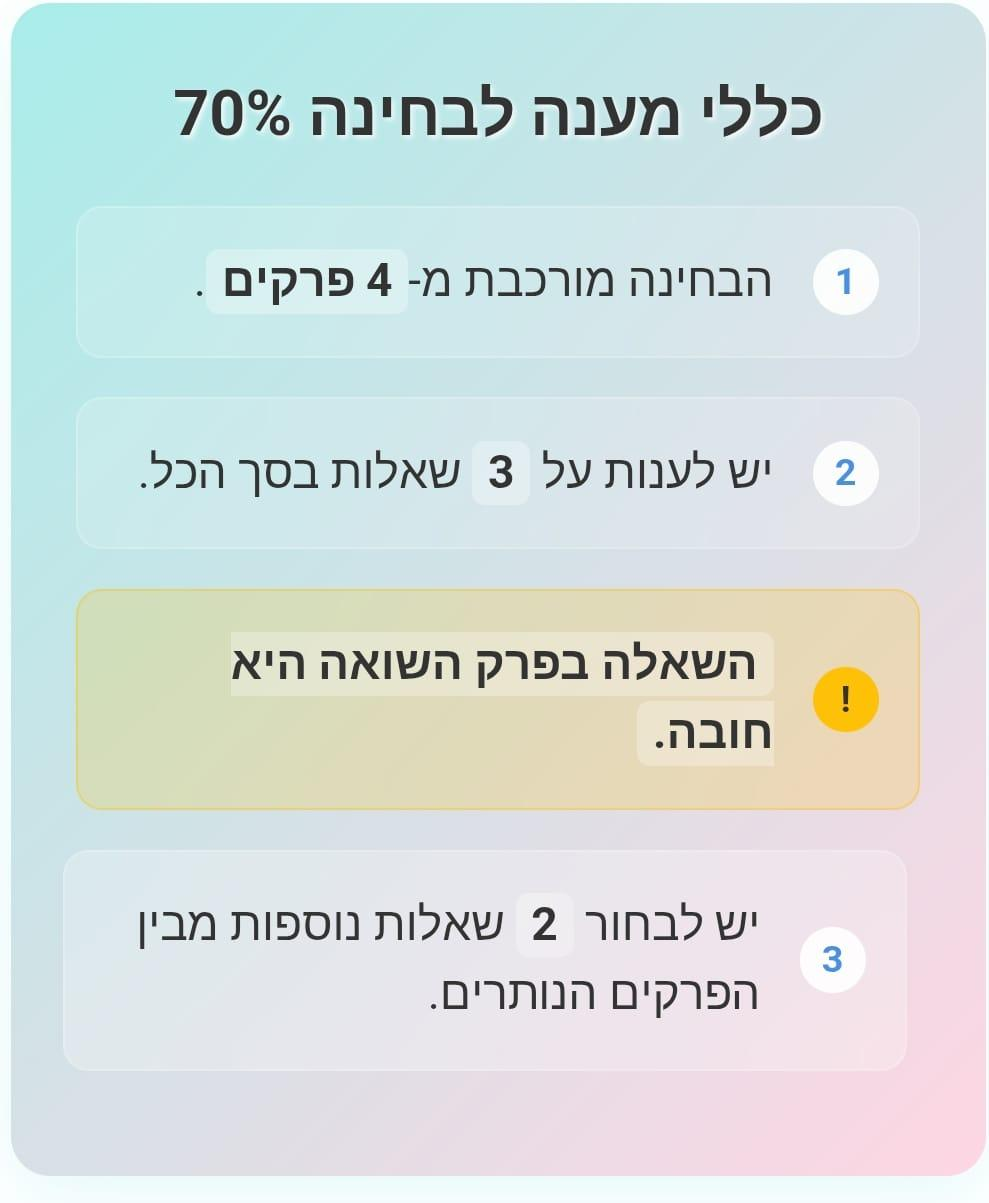 כללי מענה לבחינה 70%
1 הבחינה מורכבת מ- 4 פרקים .
2 יש לענות על 3 שאלות בסך הכל.
השאלה בפרק השואה היא
! חובה.
יש לבחור 2 שאלות נוספות מבין
3 הפרקים הנותרים.